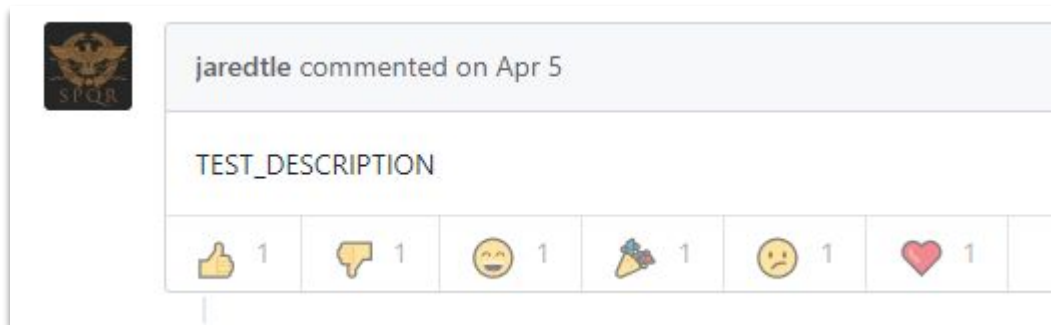 SPQR
jaredtle commented on Apr 5
TEST_DESCRIPTION
1 1 1 1 1 1